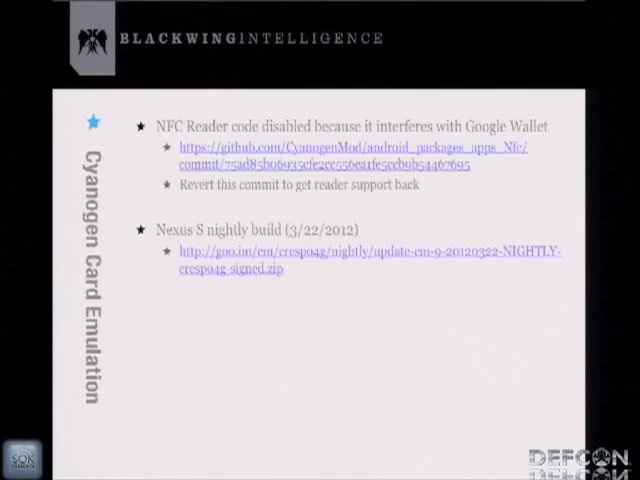 BLACKWINGINTELLIGENCE
Cyanogen Card Emulation
NFC Reader code disabled because it interferes with Google Wallet
https://github.com/CyanogenMod/android_packages_apps_Nfc/
commit/75ad85b06935cfe2cc556ea1fe5ccb9b54467695
Revert this commit to get reader support back
Nexus S nightly build (3/22/2012)
http://goo.im/cm/crespo4g/nightly/update-cm-9-20120322-NIGHTLY-
crespo4g_signed.zip
DEFCON